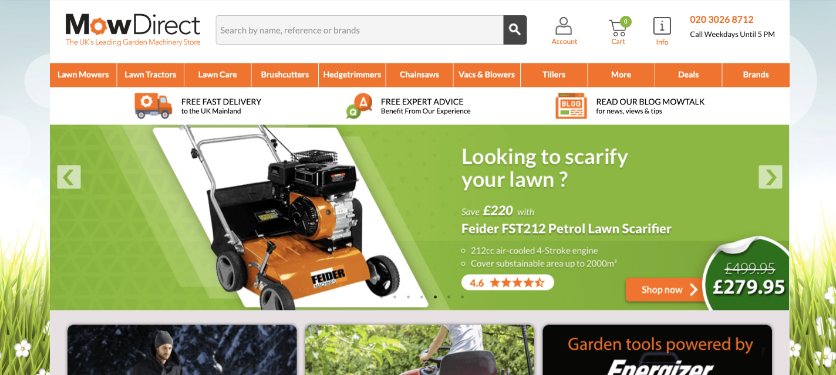 MowDirect
The UK's Leading Garden Machinery Store
Search by name, reference or brands
Account
0
Cart
i
Info
020 3026 8712
Call Weekdays Until 5 PM
Lawn Mowers
Lawn Tractors
Lawn Care
Brushcutters
Hedgetrimmers
Chainsaws
Vacs & Blowers
Tillers
More
Deals
Brands
FREE FAST DELIVERY
to the UK Mainland
Q
A
FREE EXPERT ADVICE
Benefit From Our Experience
BLOG
READ OUR BLOG MOWTALK
for news, views & tips
Looking to scarify
your lawn ?
Save £220 with
Feider FST212 Petrol Lawn Scarifier
212cc air-cooled 4-Stroke engine
Cover substainable area up to 2000m²
4.6
Shop now
£499.95
£279.95
FEIDER
Garden tools powered by
Energizer